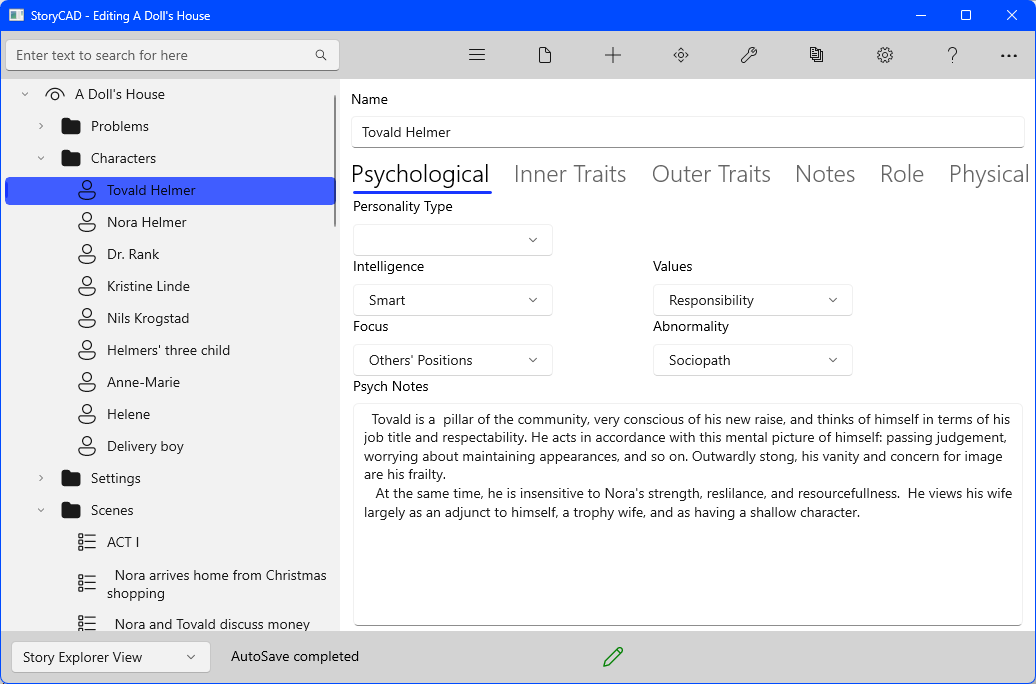 StoryCAD - Editing A Doll's House
Enter text to search for here
A Doll's House
Problems
Characters
Tovald Helmer
Nora Helmer
Dr. Rank
Kristine Linde
Nils Krogstad
Helmers' three child
Anne-Marie
Helene
Delivery boy
Settings
Scenes
ACT I
Nora arrives home from Christmas
shopping
Nora and Tovald discuss money
Name
Tovald Helmer
Psychological Inner Traits Outer Traits Notes Role Physical
Personality Type
Intelligence Values
Smart Responsibility
Focus Abnormality
Others' Positions Sociopath
Psych Notes
Tovald is a pillar of the community, very conscious of his new raise, and thinks of himself in terms of his
job title and respectability. He acts in accordance with this mental picture of himself: passing judgement,
worrying about maintaining appearances, and so on. Outwardly stong, his vanity and concern for image
are his frailty.
At the same time, he is insensitive to Nora's strength, reslilance, and resourcefullness. He views his wife
largely as an adjunct to himself, a trophy wife, and as having a shallow character.
Story Explorer View
AutoSave completed